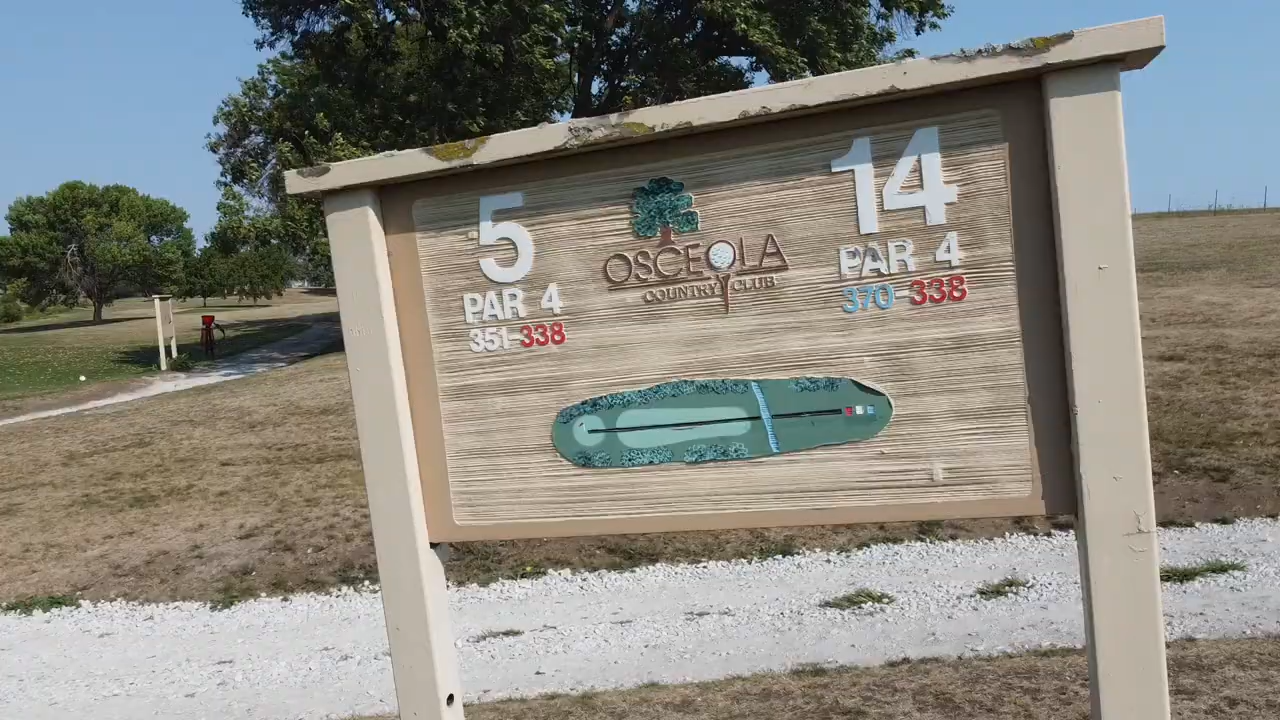 5
PAR 4
351-338
OSCEOLA
COUNTRY CLUB
14
PAR 4
370-338